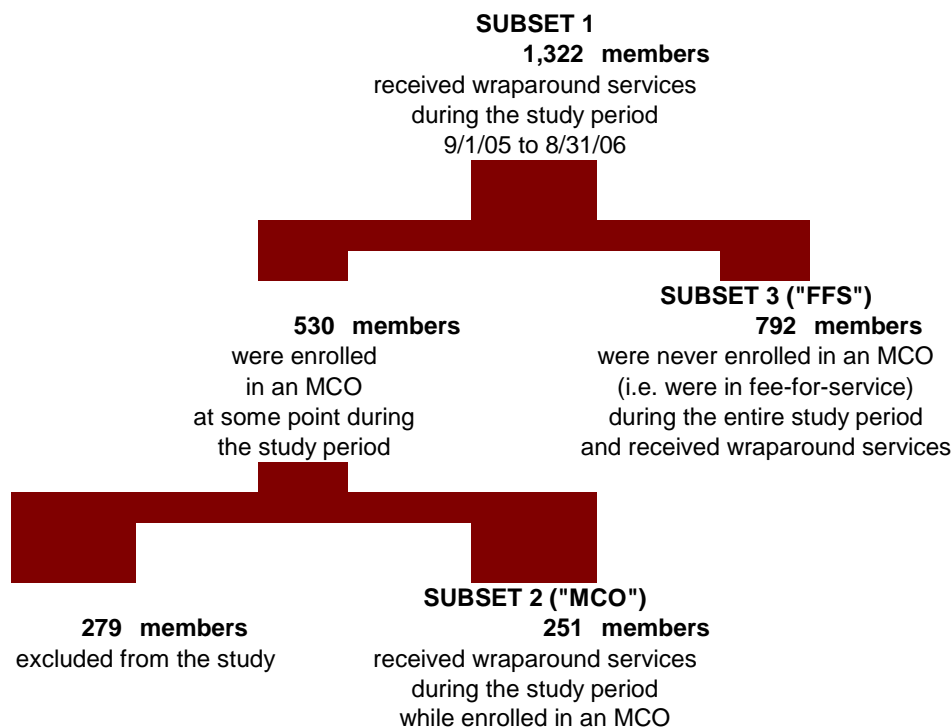 SUBSET 1
1,322 members
received wraparound services
during the study period
9/1/05 to 8/31/06
530 members
were enrolled
in an MCO
at some point during
the study period
SUBSET 3 ("FFS")
792 members
were never enrolled in an MCO
(i.e. were in fee-for-service)
during the entire study period
and received wraparound services
279 members
excluded from the study
SUBSET 2 ("MCO")
251 members
received wraparound services
during the study period
while enrolled in an MCO